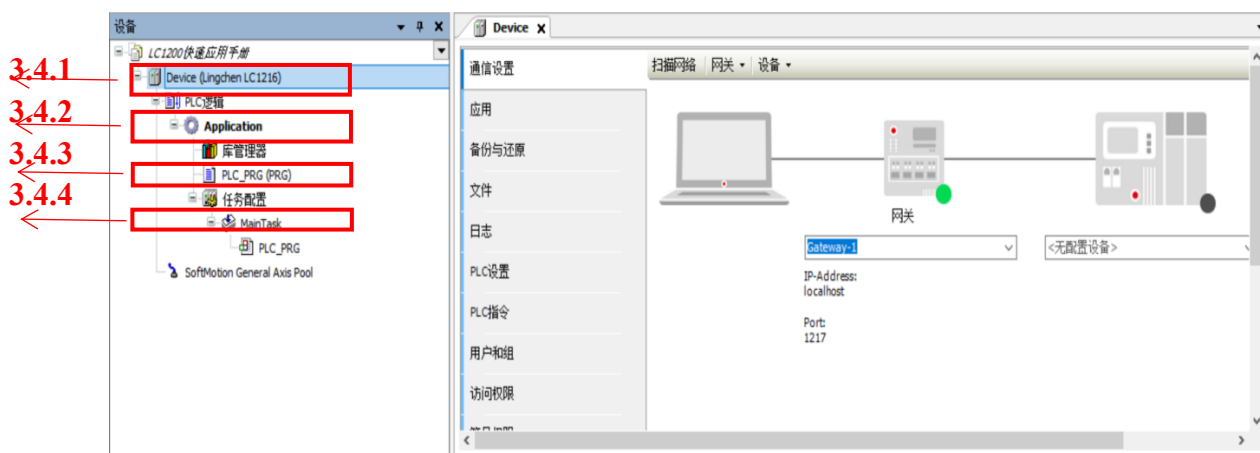 设备
LC1200快速应用手册
3.4.1
Device (Lingchen LC1216)
PLC逻辑
3.4.2
Application
库管理器
3.4.3
PLC_PRG (PRG)
任务配置
3.4.4
MainTask
PLC_PRG
SoftMotion General Axis Pool
Device
通信设置
应用
备份与还原
文件
日志
PLC设置
PLC指令
用户和组
访问权限
扫描网络 网关 设备
网关
Gateway-1
<无配置设备>
IP-Address:
localhost
Port:
1217